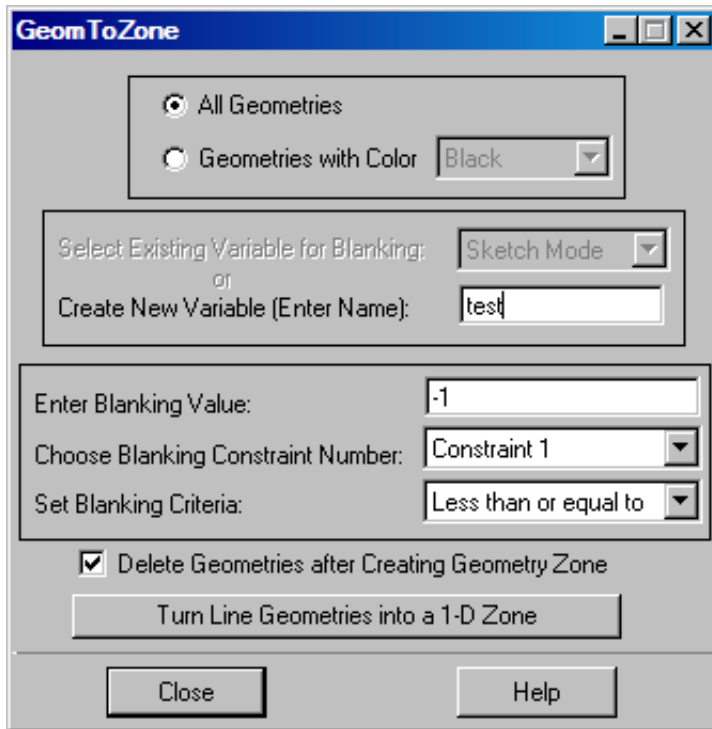 GeomToZone
All Geometries
Geometries with Color Black
Select Existing Variable for Blanking: Sketch Mode
or
Create New Variable (Enter Name): test
Enter Blanking Value: -1
Choose Blanking Constraint Number: Constraint 1
Set Blanking Criteria: Less than or equal to
Delete Geometries after Creating Geometry Zone
Turn Line Geometries into a 1-D Zone
Close Help